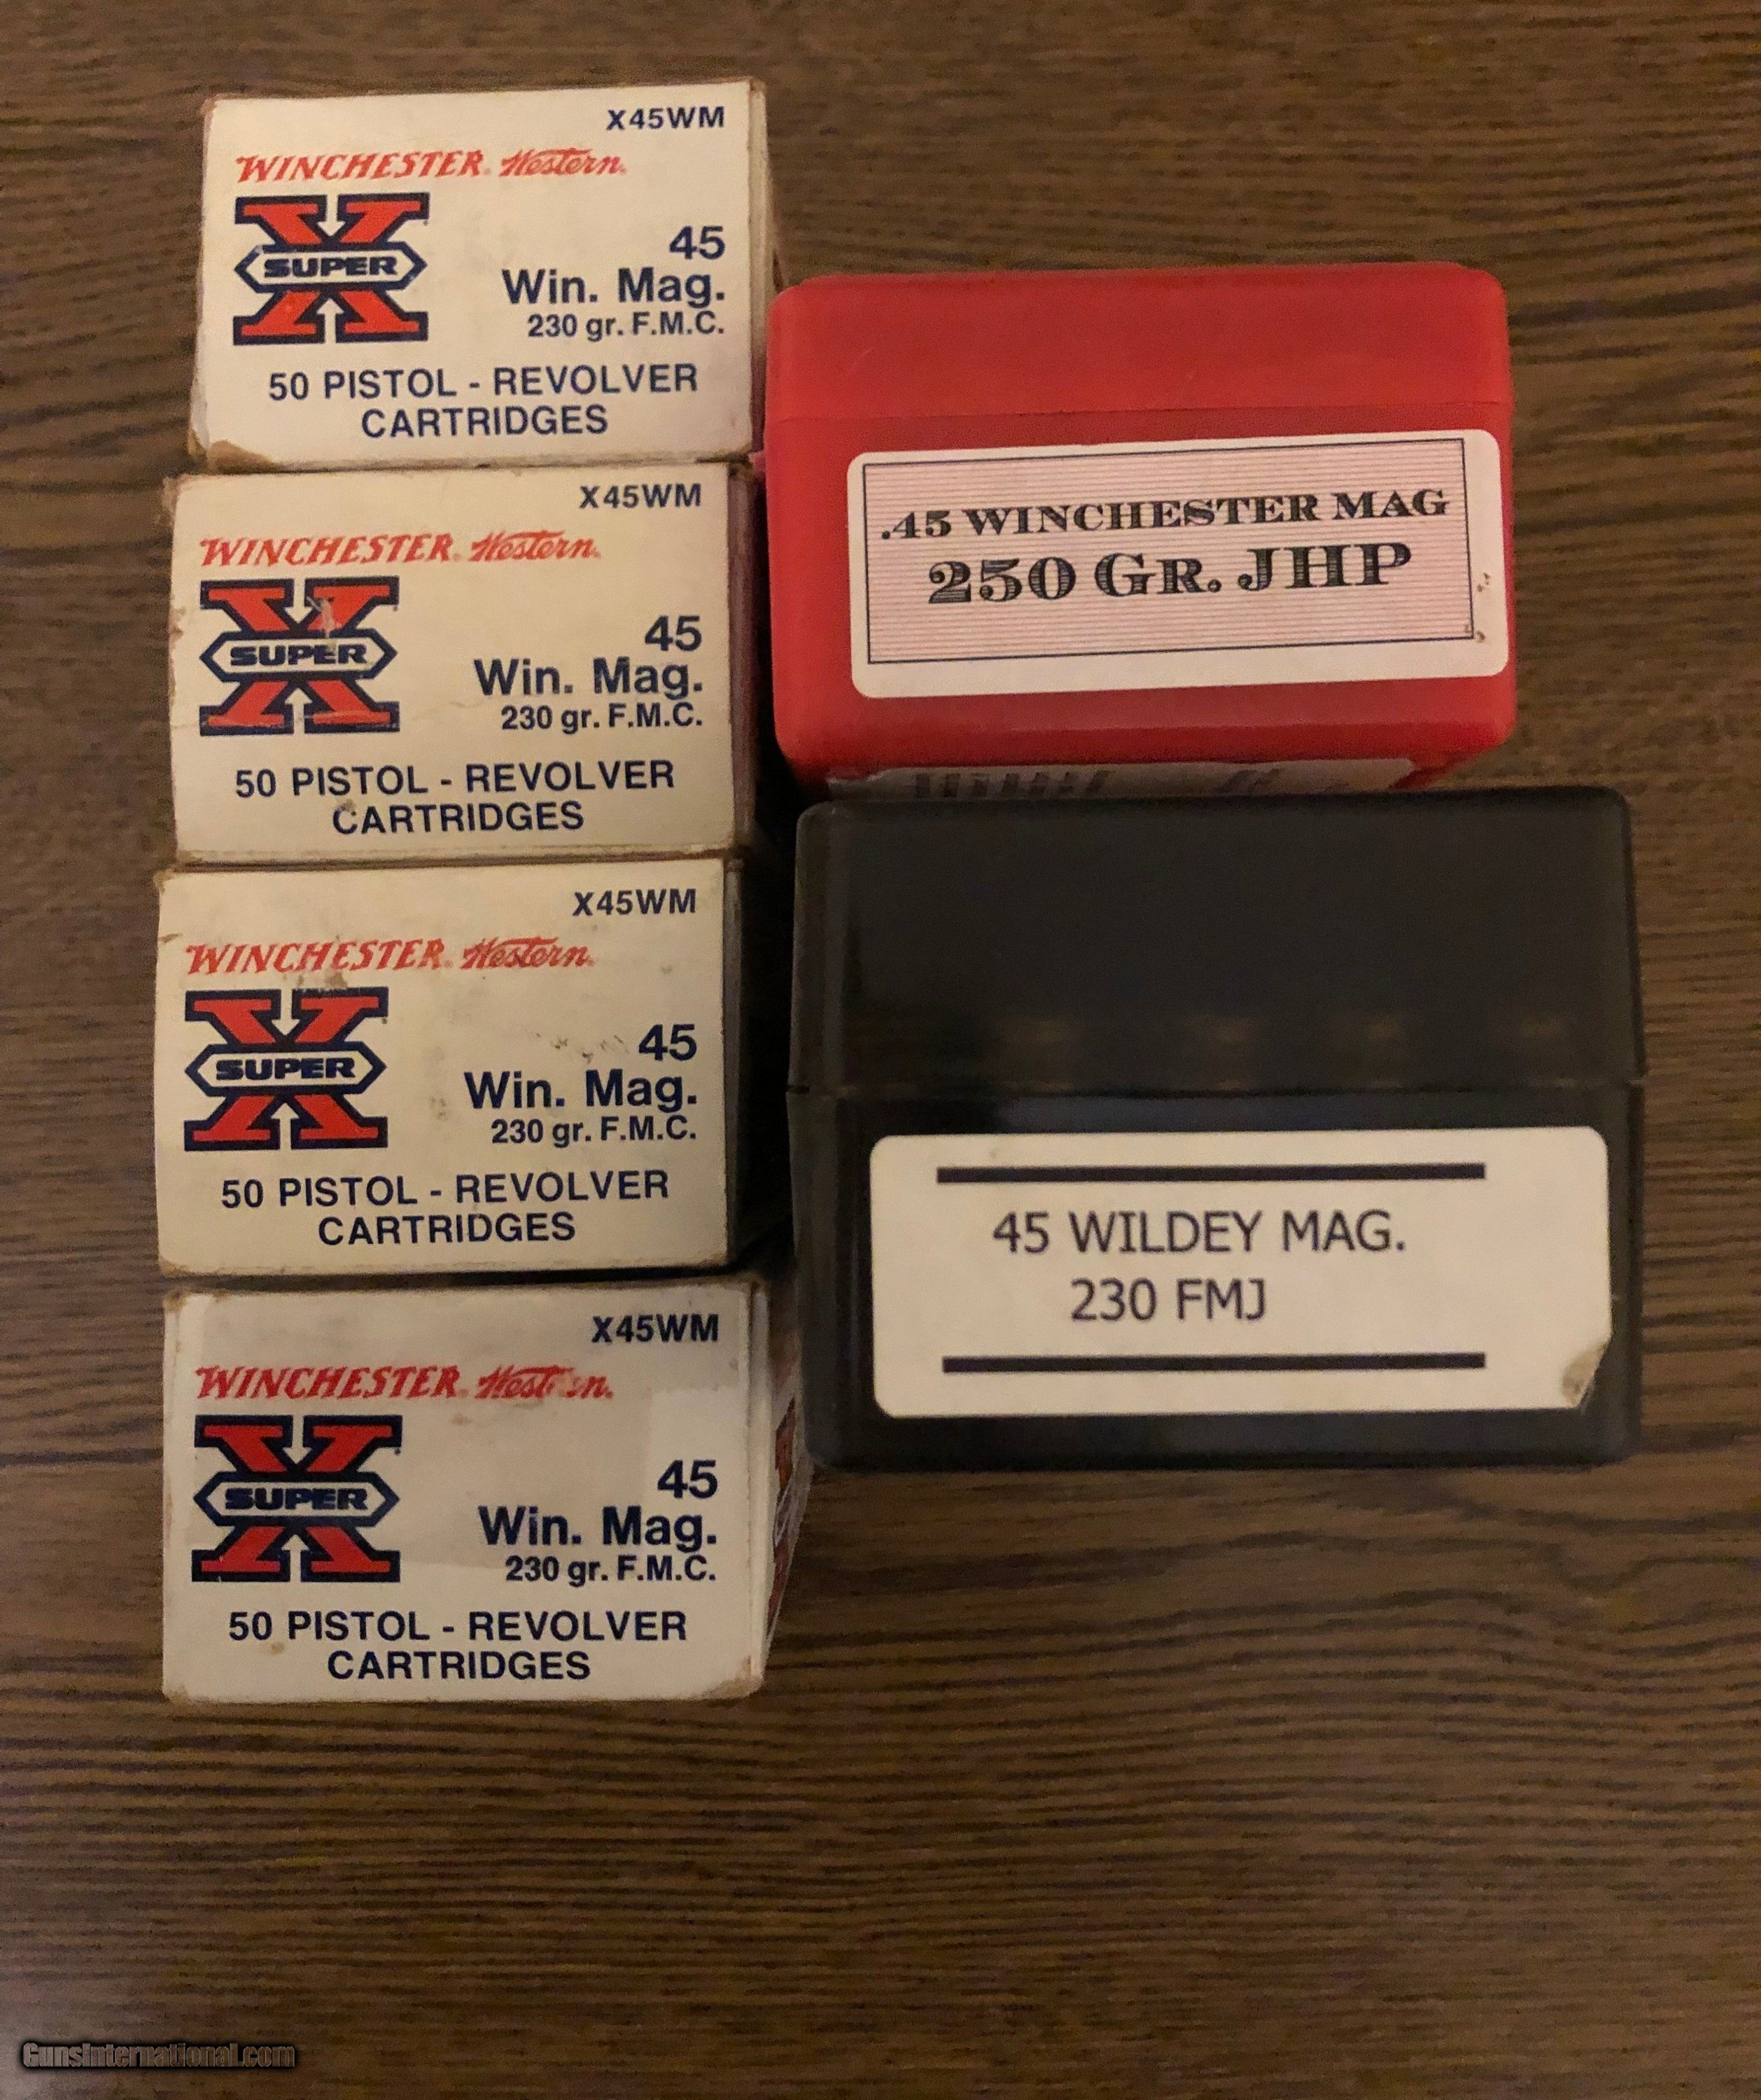 X45WM
WINCHESTER Western
SUPER X
45
Win. Mag.
230 gr. F.M.C.
50 PISTOL - REVOLVER
CARTRIDGES
X45WM
WINCHESTER Western
SUPER X
45
Win. Mag.
230 gr. F.M.C.
50 PISTOL - REVOLVER
CARTRIDGES
X45WM
WINCHESTER Western
SUPER X
45
Win. Mag.
230 gr. F.M.C.
50 PISTOL - REVOLVER
CARTRIDGES
X45WM
WINCHESTER Western
SUPER X
45
Win. Mag.
230 gr. F.M.C.
50 PISTOL - REVOLVER
CARTRIDGES
.45 WINCHESTER MAG
250 GR. JHP
45 WILDEY MAG.
230 FMJ
GunsInternational.com